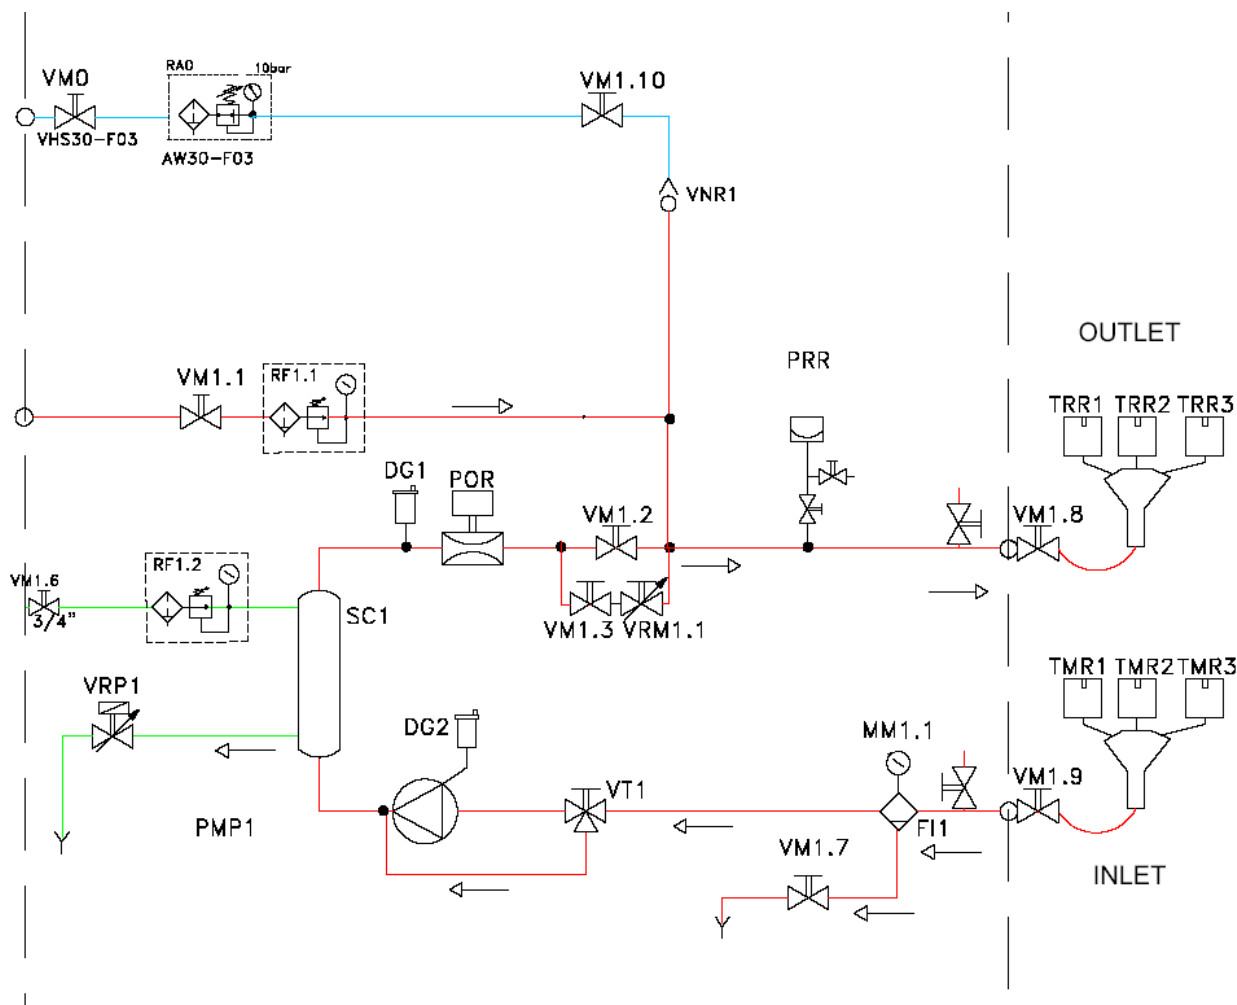 RA0
10bar
VM0
VM1.10
VHS30-F03
AW30-F03
VNR1
OUTLET
PRR
VM1.1
RF1.1
TRR1
TRR2
TRR3
DG1
POR
VM1.2
VM1.8
RF1.2
VM1.6
3/4"
SC1
VM1.3
VRM1.1
TMR1
TMR2
TMR3
VRP1
DG2
MM1.1
VM1.9
VT1
PMP1
FI1
VM1.7
INLET